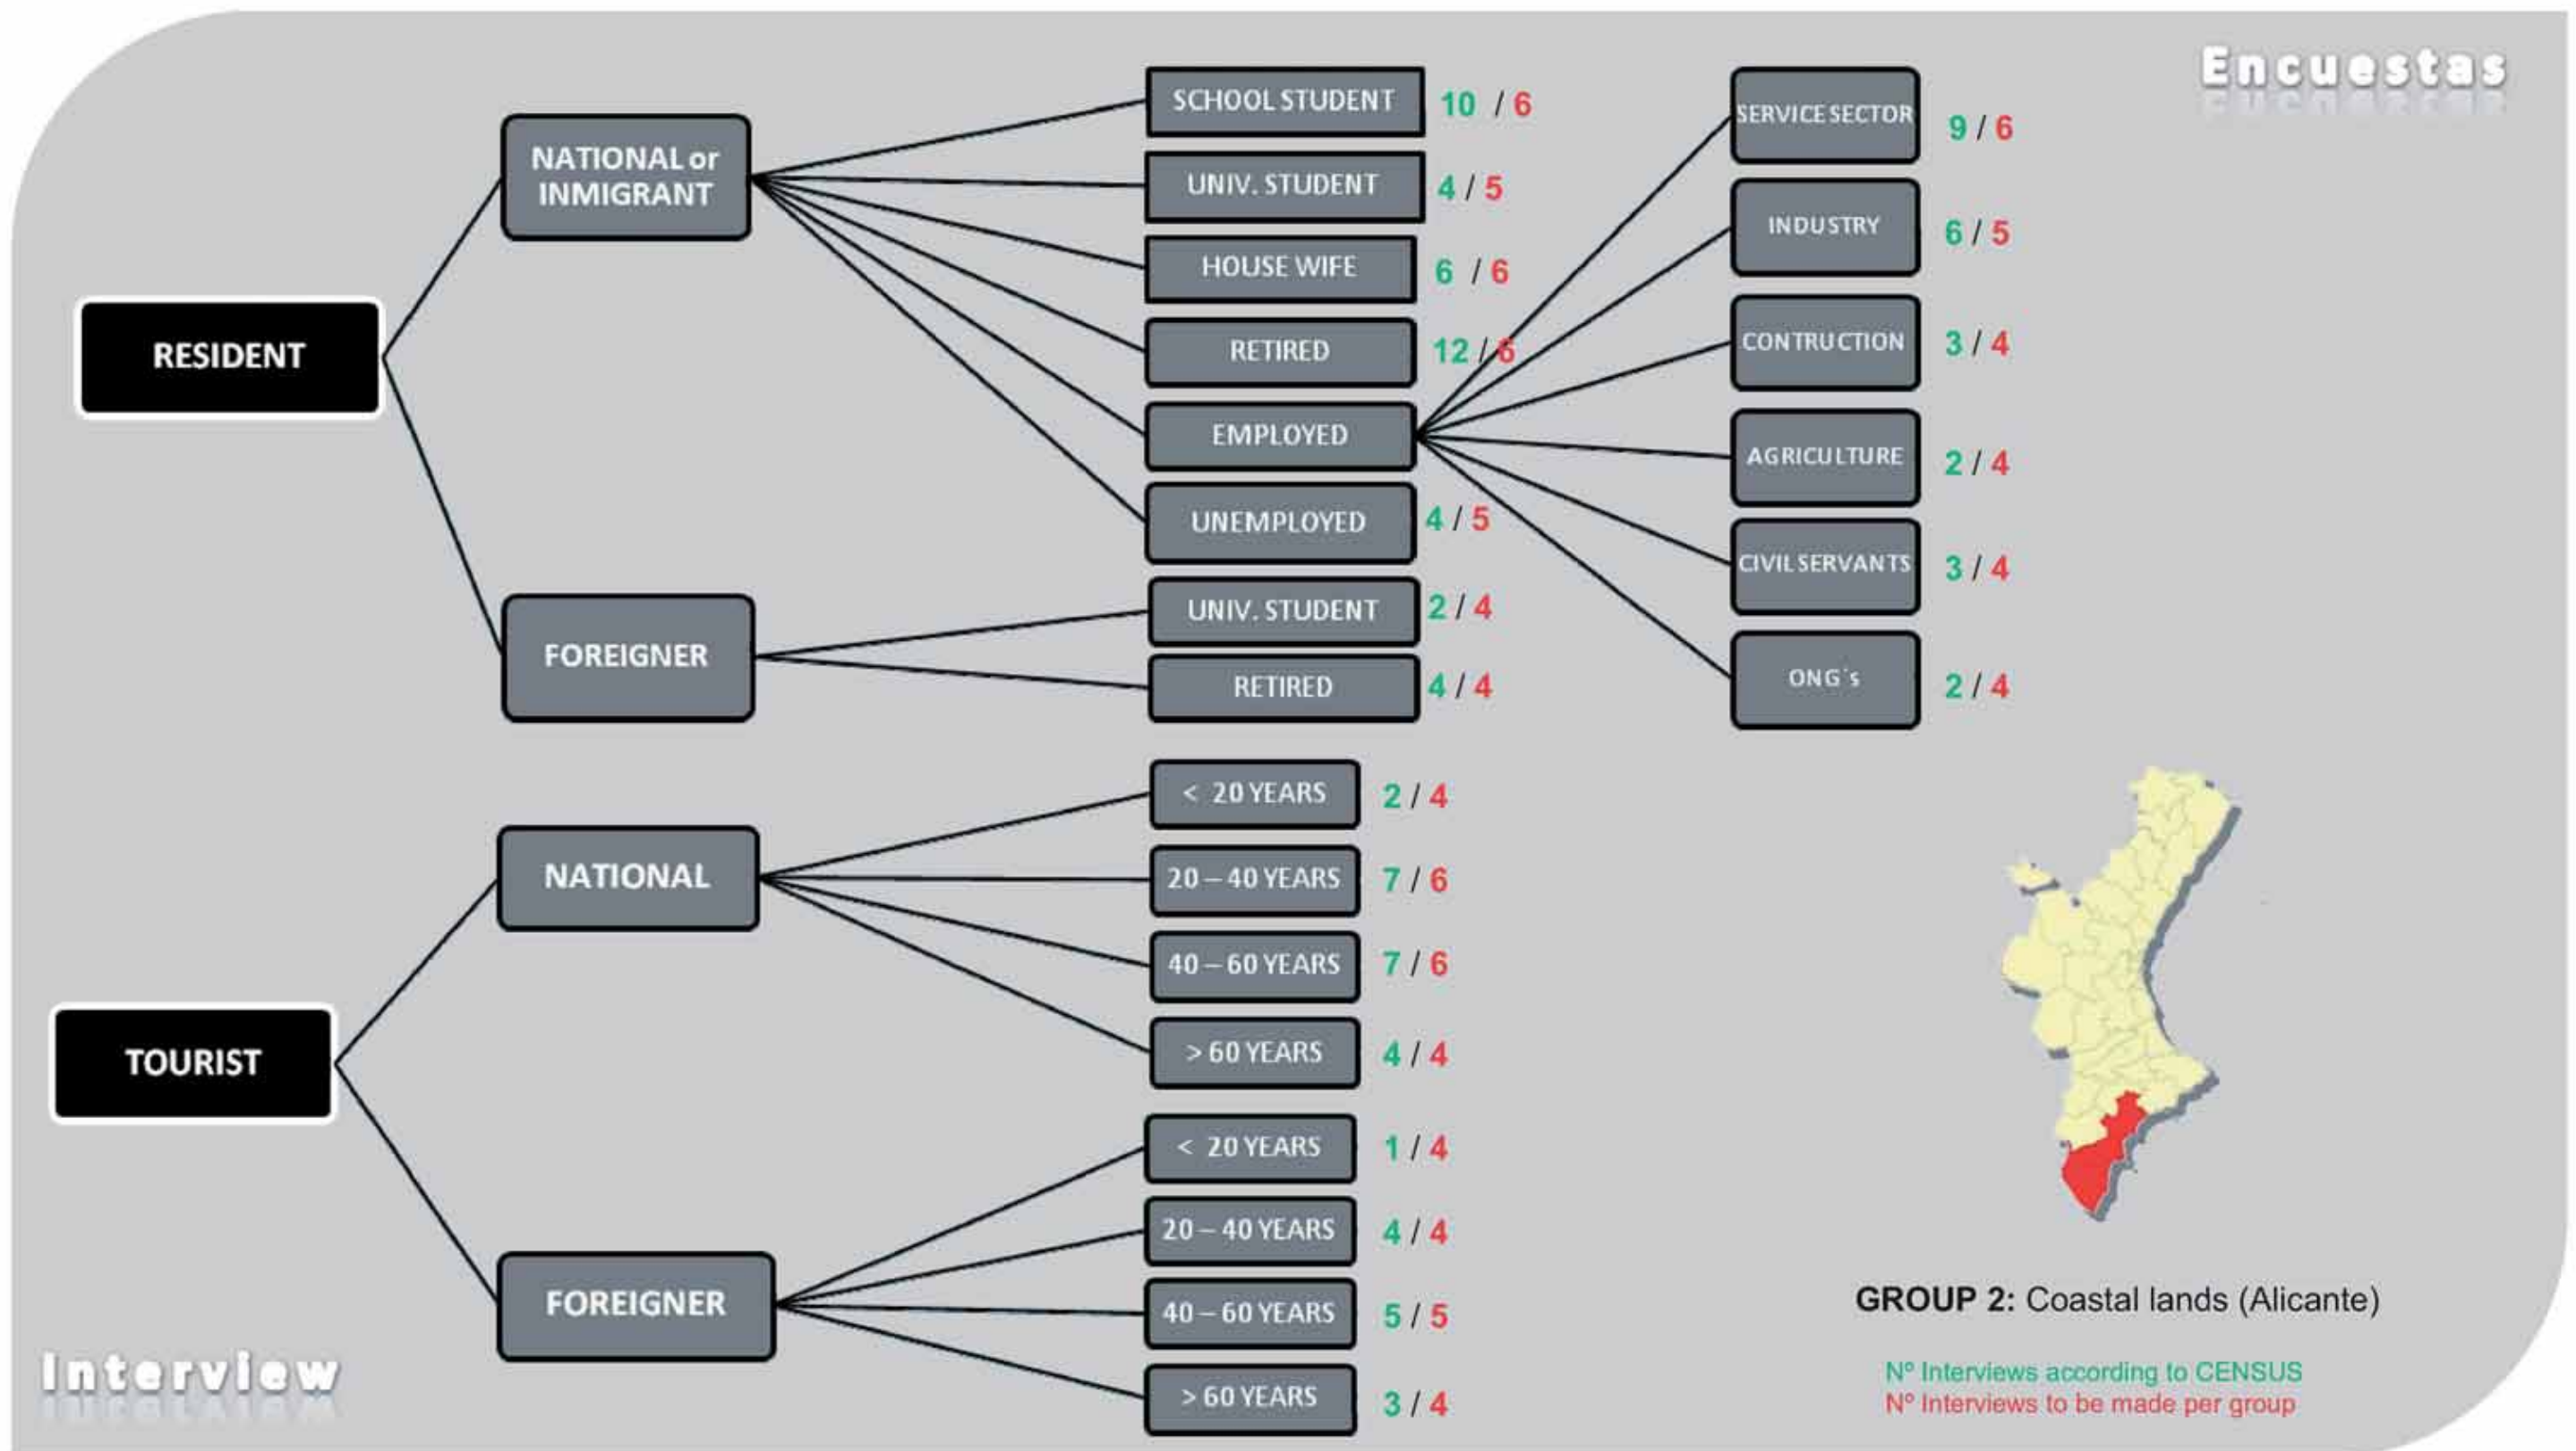 Encuestas
RESIDENT
NATIONAL or
INMIGRANT
SCHOOL STUDENT 10 / 6
UNIV. STUDENT 4 / 5
HOUSE WIFE 6 / 6
RETIRED 12 / 6
EMPLOYED
UNEMPLOYED 4 / 5
SERVICE SECTOR 9 / 6
INDUSTRY 6 / 5
CONTRUCTION 3 / 4
AGRICULTURE 2 / 4
CIVIL SERVANTS 3 / 4
ONG´s 2 / 4
FOREIGNER
UNIV. STUDENT 2 / 4
RETIRED 4 / 4
TOURIST
NATIONAL
< 20 YEARS 2 / 4
20 – 40 YEARS 7 / 6
40 – 60 YEARS 7 / 6
> 60 YEARS 4 / 4
FOREIGNER
< 20 YEARS 1 / 4
20 – 40 YEARS 4 / 4
40 – 60 YEARS 5 / 5
> 60 YEARS 3 / 4
Interview
GROUP 2: Coastal lands (Alicante)
Nº Interviews according to CENSUS
Nº Interviews to be made per group